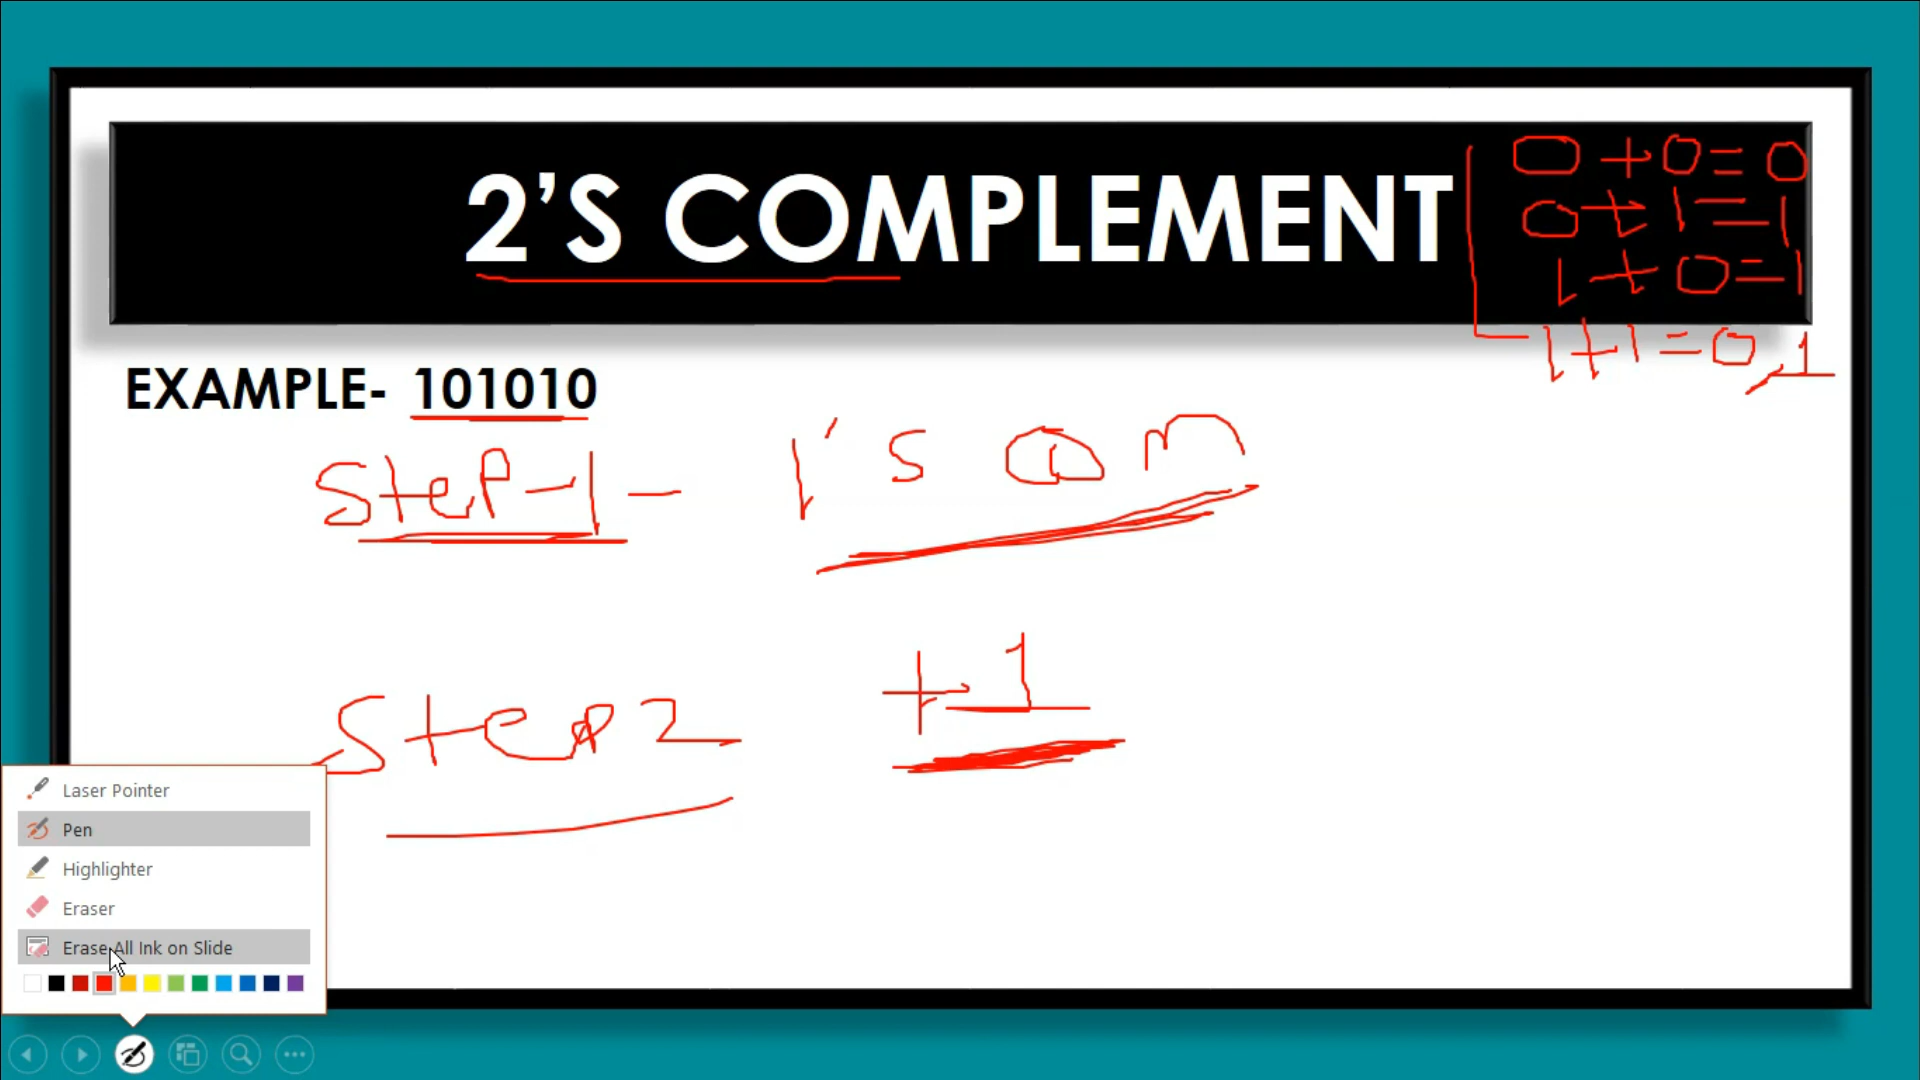 2'S COMPLEMENT
0+0=0
0+1=1
1+0=1
1+1=0,1
EXAMPLE- 101010
Step-1- 1's com
Step 2 +1
Laser Pointer
Pen
Highlighter
Eraser
Erase All Ink on Slide